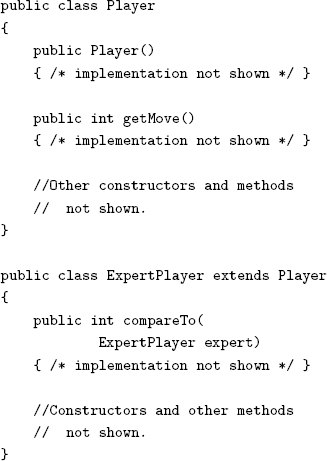 public class Player
{
    public Player()
    { /* implementation not shown */ }

    public int getMove()
    { /* implementation not shown */ }

    //Other constructors and methods
    //  not shown.
}

public class ExpertPlayer extends Player
{
    public int compareTo(
            ExpertPlayer expert)
    { /* implementation not shown */ }

    //Constructors and other methods
    //  not shown.
}